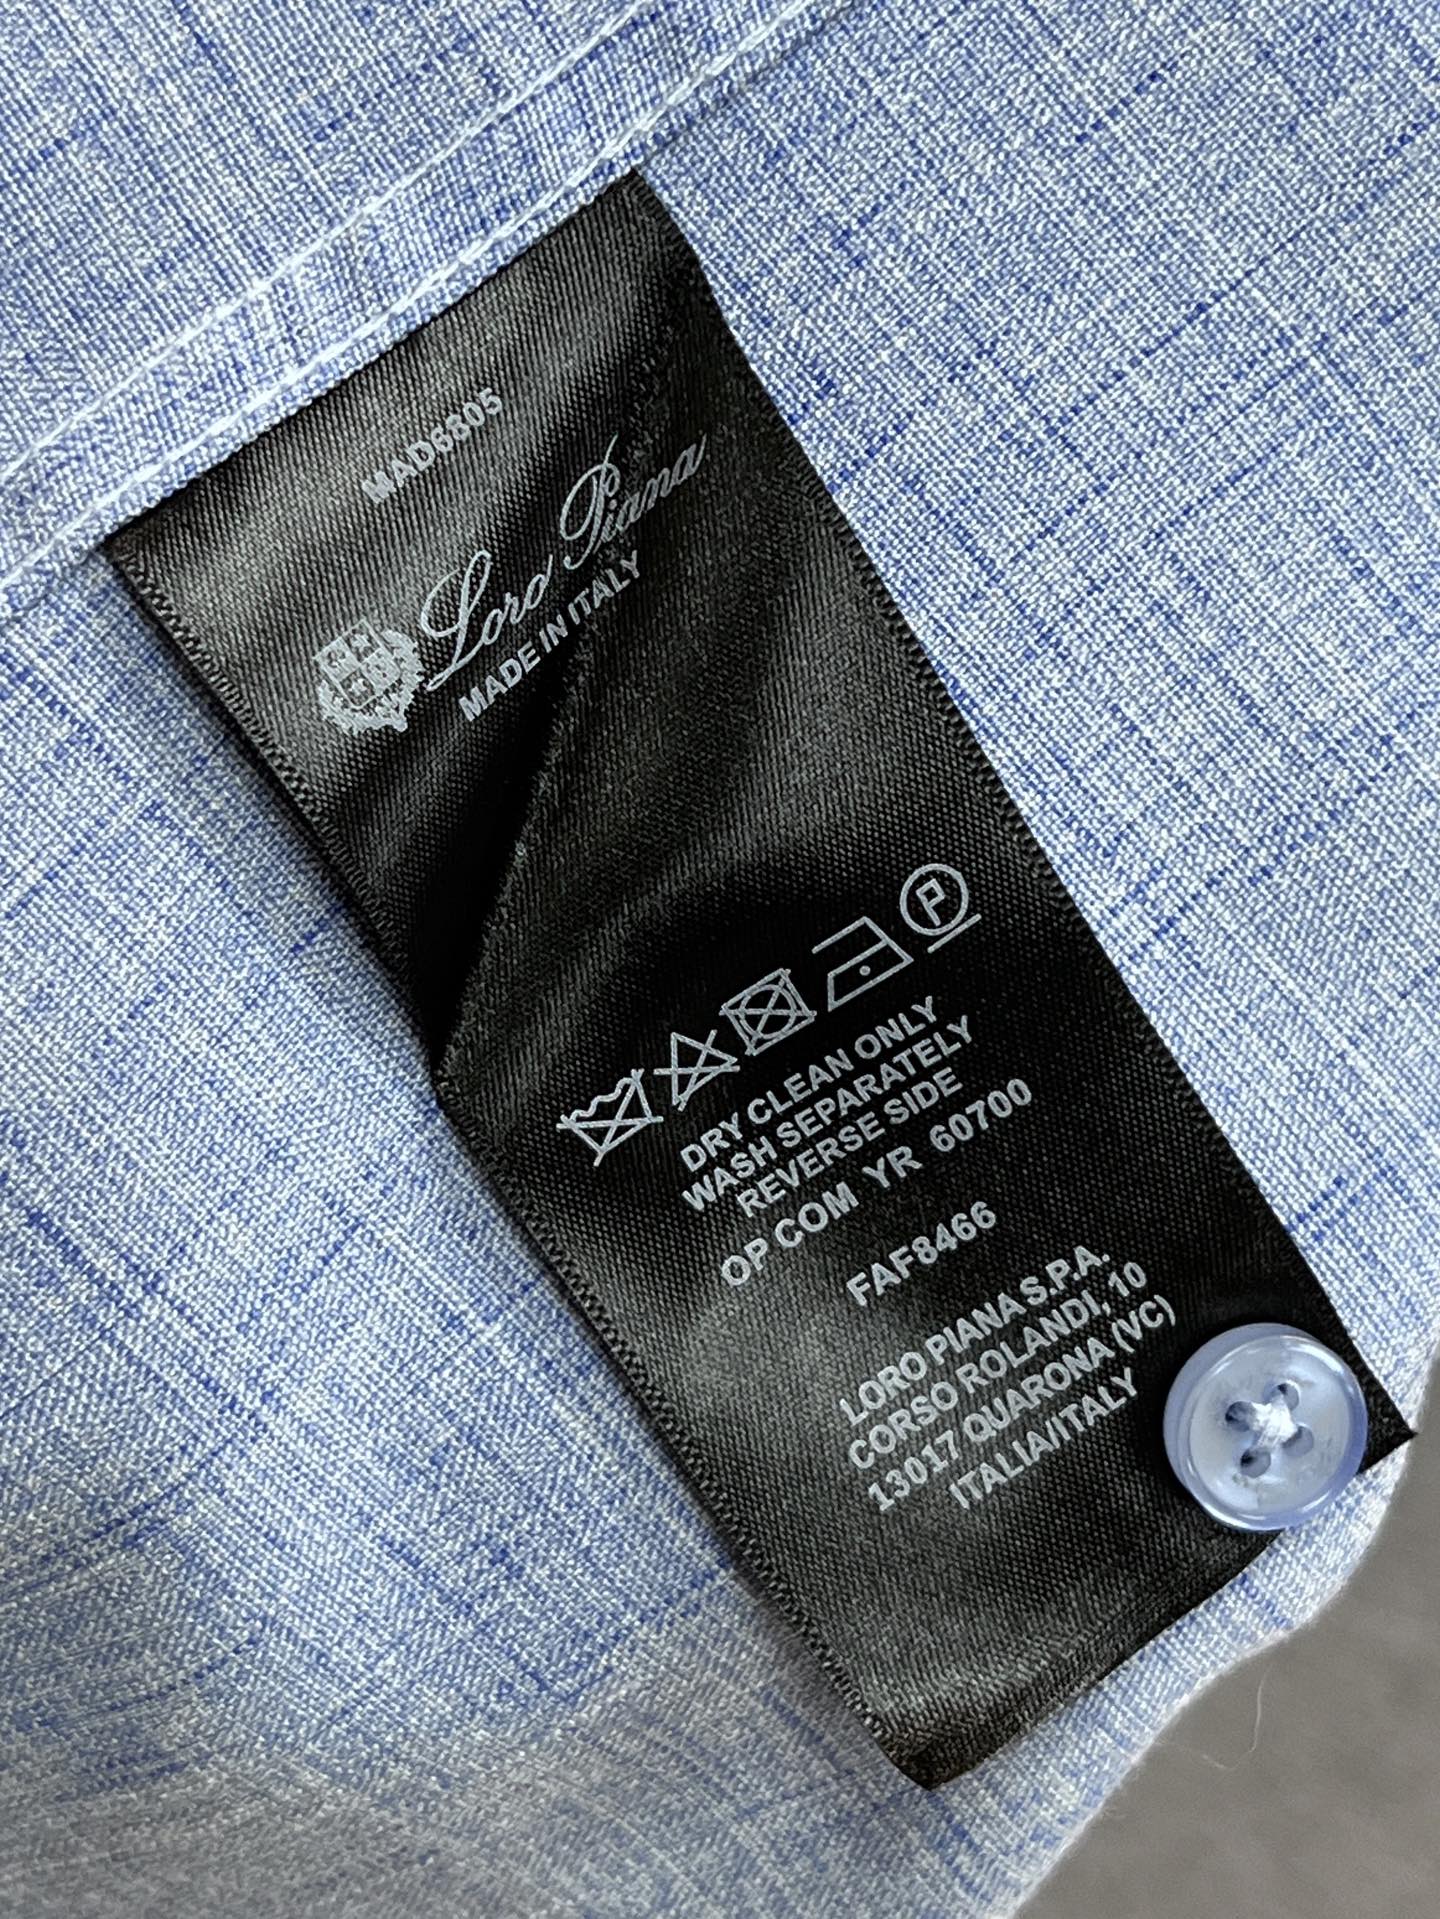 MAD6805
Loro Piana
MADE IN ITALY
P
DRY CLEAN ONLY
WASH SEPARATELY
REVERSE SIDE
OP COM YR 60700
FAF8466
LORO PIANA S.P.A.
CORSO ROLANDI, 10
13017 QUARONA (VC)
ITALIA/ITALY